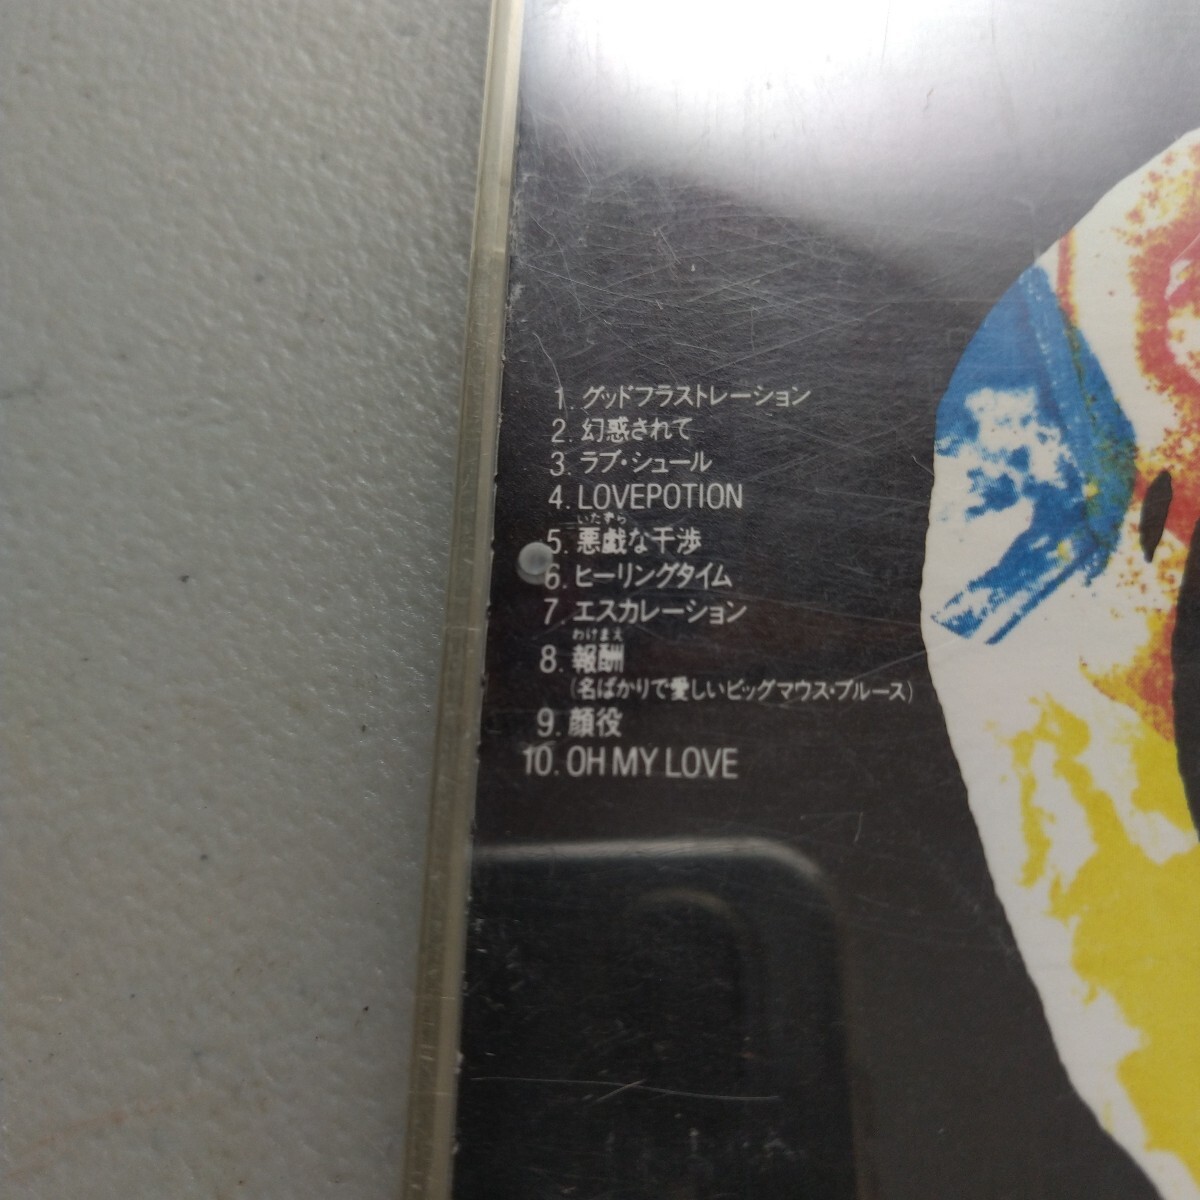 1. グッドフラストレーション
2. 幻惑されて
3. ラブ・シュール
4. LOVEPOTION
いたずら
5. 悪戯な干渉
6. ヒーリングタイム
7. エスカレーション
わけまえ
8. 報酬
(名ばかりで愛しいビッグマウス・ブルース)
9. 顔役
10. OH MY LOVE